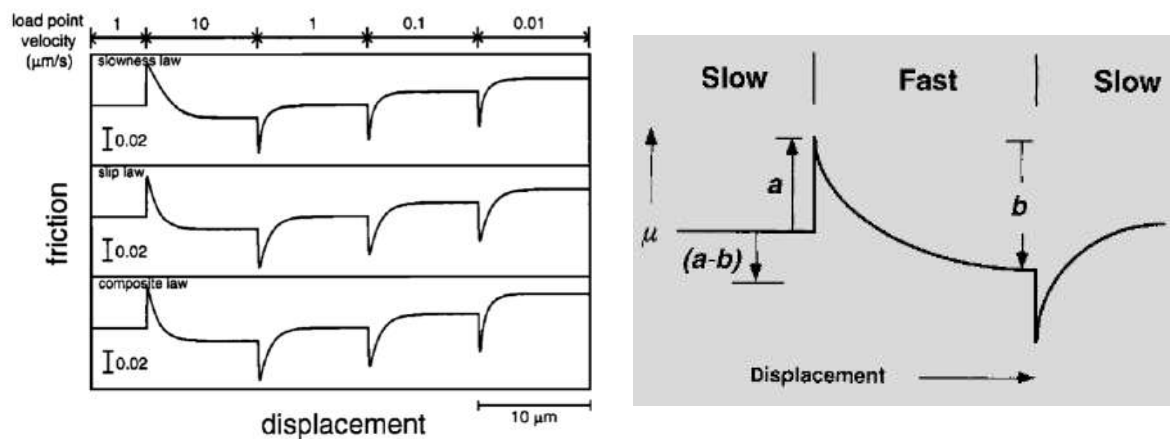 load point
velocity
(μm/s)
1 10 1 0.1 0.01
slowness law
0.02
slip law
0.02
composite law
0.02
friction
displacement
10 μm
Slow Fast Slow
a
b
μ
(a-b)
Displacement